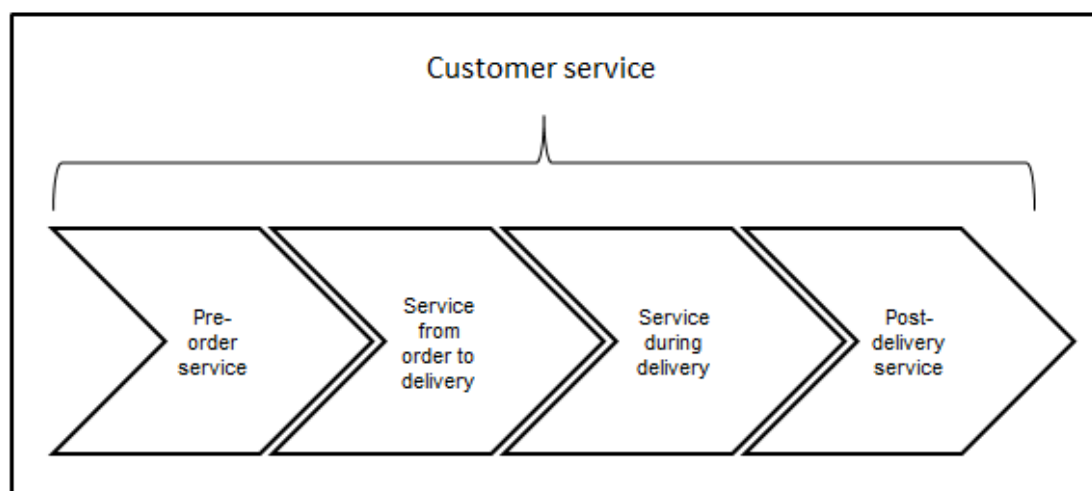 Customer service
Pre-
order
service
Service
from
order to
delivery
Service
during
delivery
Post-
delivery
service